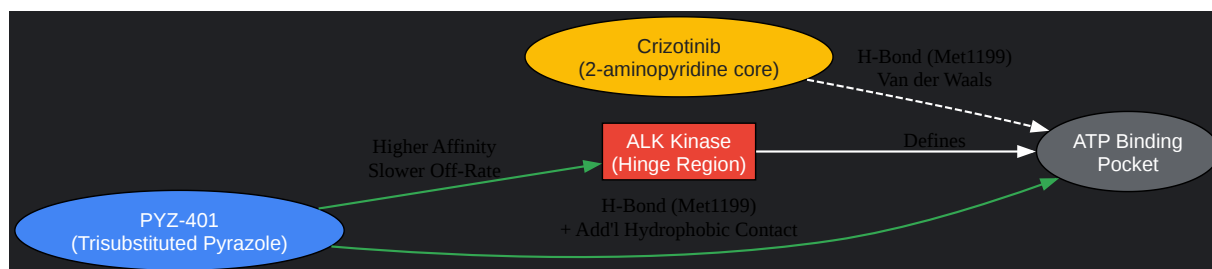 Crizotinib
(2-aminopyridine core)
H-Bond (Met1199)
Van der Waals
Higher Affinity
Slower Off-Rate
ALK Kinase
(Hinge Region)
Defines
ATP Binding
Pocket
PYZ-401
(Trisubstituted Pyrazole)
H-Bond (Met1199)
+ Add'l Hydrophobic Contact